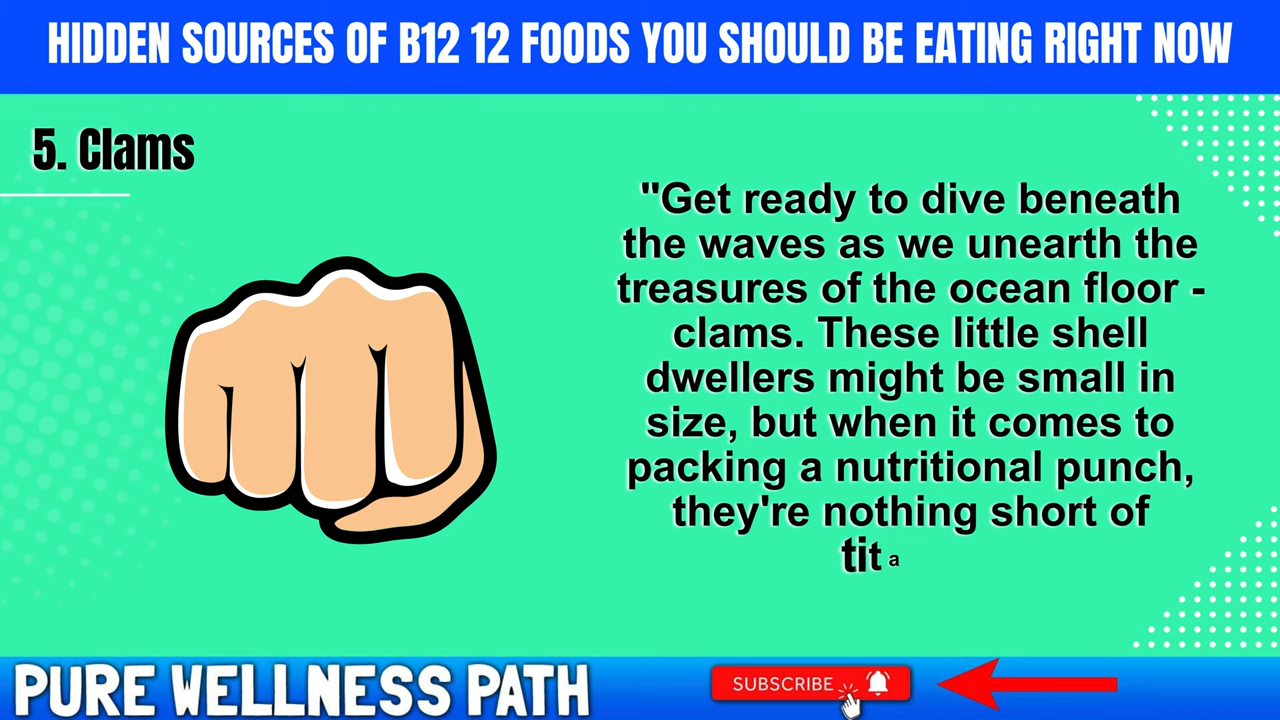 HIDDEN SOURCES OF B12 12 FOODS YOU SHOULD BE EATING RIGHT NOW
5. Clams
"Get ready to dive beneath
the waves as we unearth the
treasures of the ocean floor -
clams. These little shell
dwellers might be small in
size, but when it comes to
packing a nutritional punch,
they're nothing short of
tita
PURE WELLNESS PATH
SUBSCRIBE